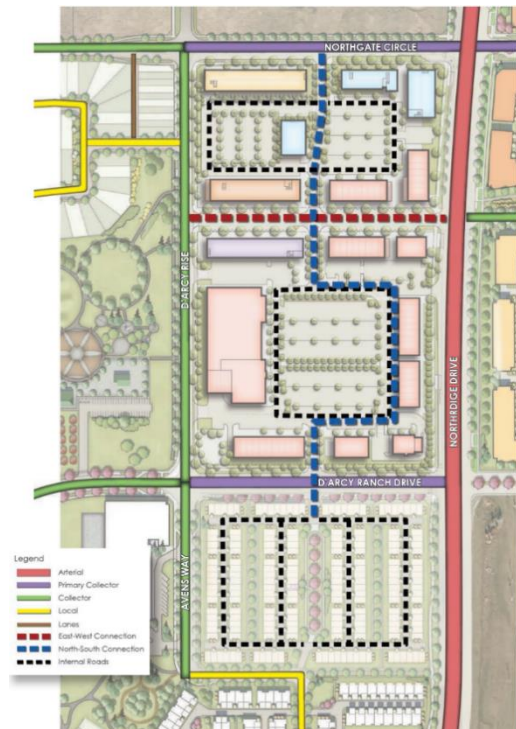 NORTHGATE CIRCLE
D'ARCY RISE
NORTHRDIGE DRIVE
D'ARCY RANCH DRIVE
AVENS WAY
Legend
Arterial
Primary Collector
Collector
Local
Lanes
East-West Connection
North-South Connection
Internal Roads